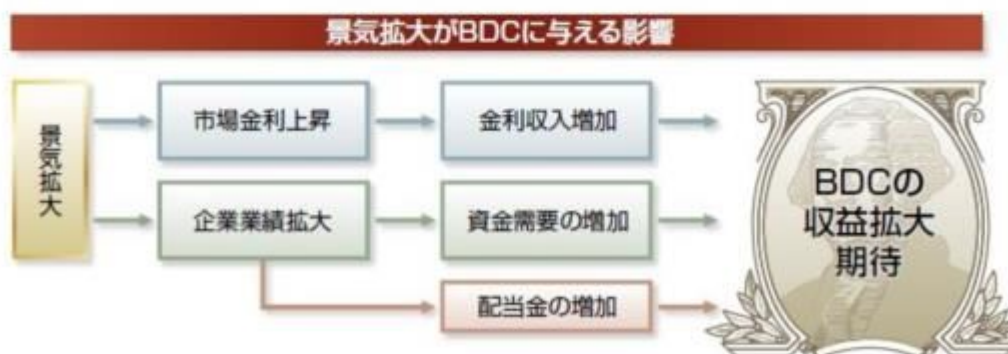 景気拡大がBDCに与える影響
景気拡大
市場金利上昇
金利収入増加
企業業績拡大
資金需要の増加
配当金の増加
BDCの
収益拡大
期待